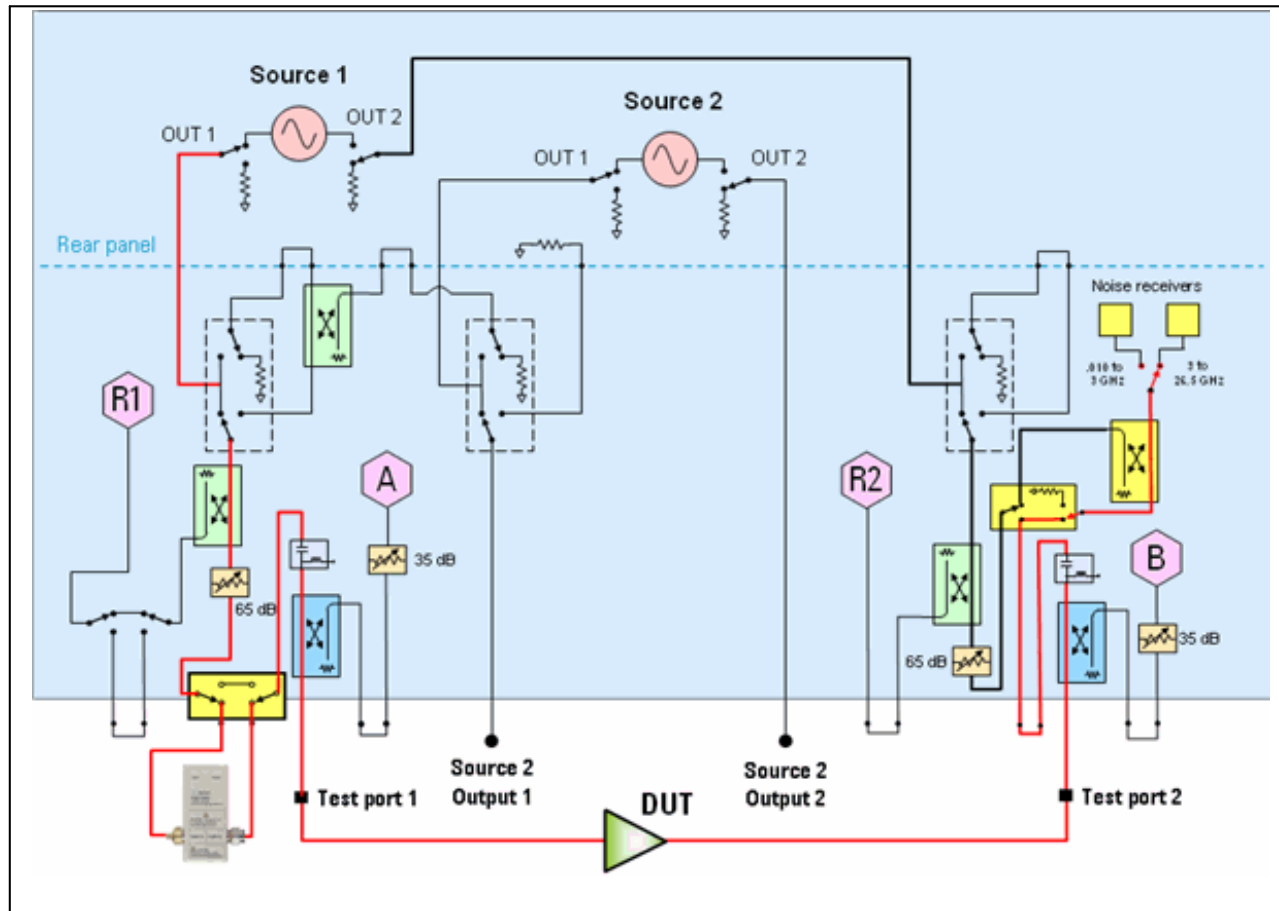 Source 1
OUT 2
OUT 1
Source 2
OUT 1
OUT 2
Rear panel
Noise receivers
.010 to
3 GHz
3 to
26.5 GHz
R1
A
R2
B
35 dB
65 dB
35 dB
65 dB
Source 2
Output 1
Source 2
Output 2
Test port 1
DUT
Test port 2